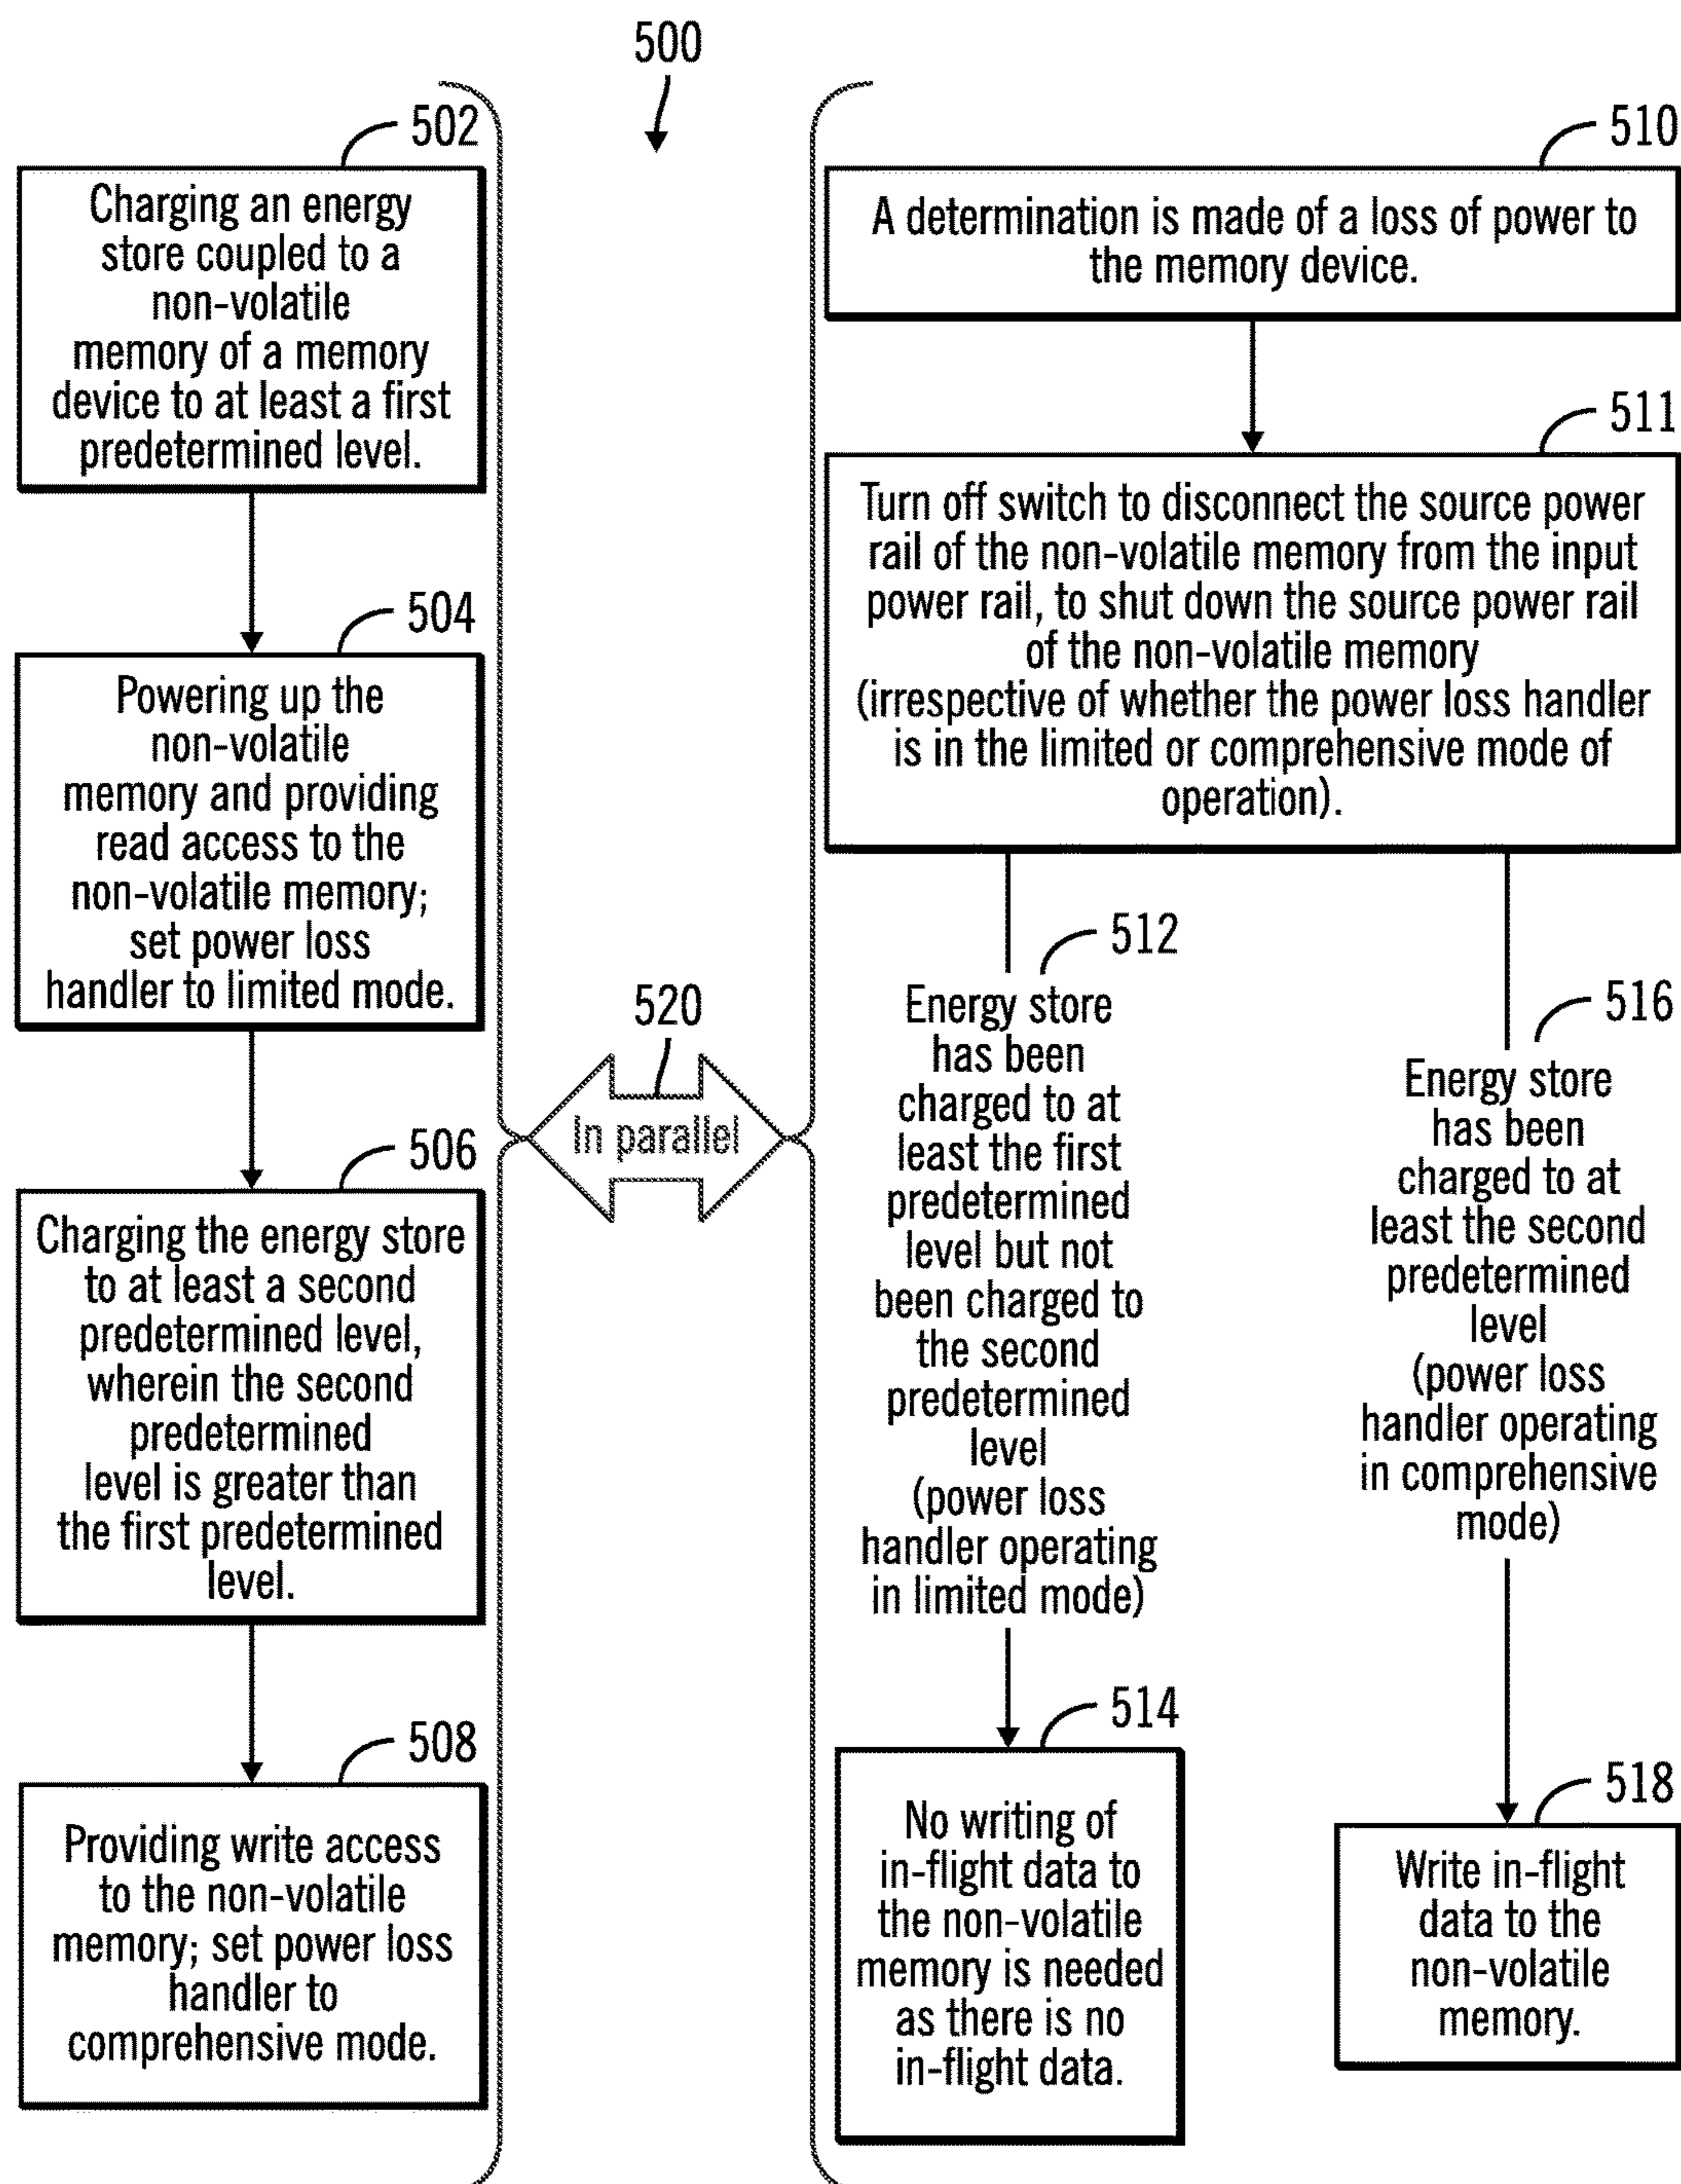 500
502
Charging an energy
store coupled to a
non-volatile
memory of a memory
device to at least a first
predetermined level.
504
Powering up the
non-volatile
memory and providing
read access to the
non-volatile memory;
set power loss
handler to limited mode.
506
Charging the energy store
to at least a second
predetermined level,
wherein the second
predetermined
level is greater than
the first predetermined
level.
508
Providing write access
to the non-volatile
memory; set power loss
handler to
comprehensive mode.
520
In parallel
510
A determination is made of a loss of power to
the memory device.
511
Turn off switch to disconnect the source power
rail of the non-volatile memory from the input
power rail, to shut down the source power rail
of the non-volatile memory
(irrespective of whether the power loss handler
is in the limited or comprehensive mode of
operation).
512
Energy store
has been
charged to at
least the first
predetermined
level but not
been charged to
the second
predetermined
level
(power loss
handler operating
in limited mode)
514
No writing of
in-flight data to
the non-volatile
memory is needed
as there is no
in-flight data.
516
Energy store
has been
charged to at
least the second
predetermined
level
(power loss
handler operating
in comprehensive
mode)
518
Write in-flight
data to the
non-volatile
memory.